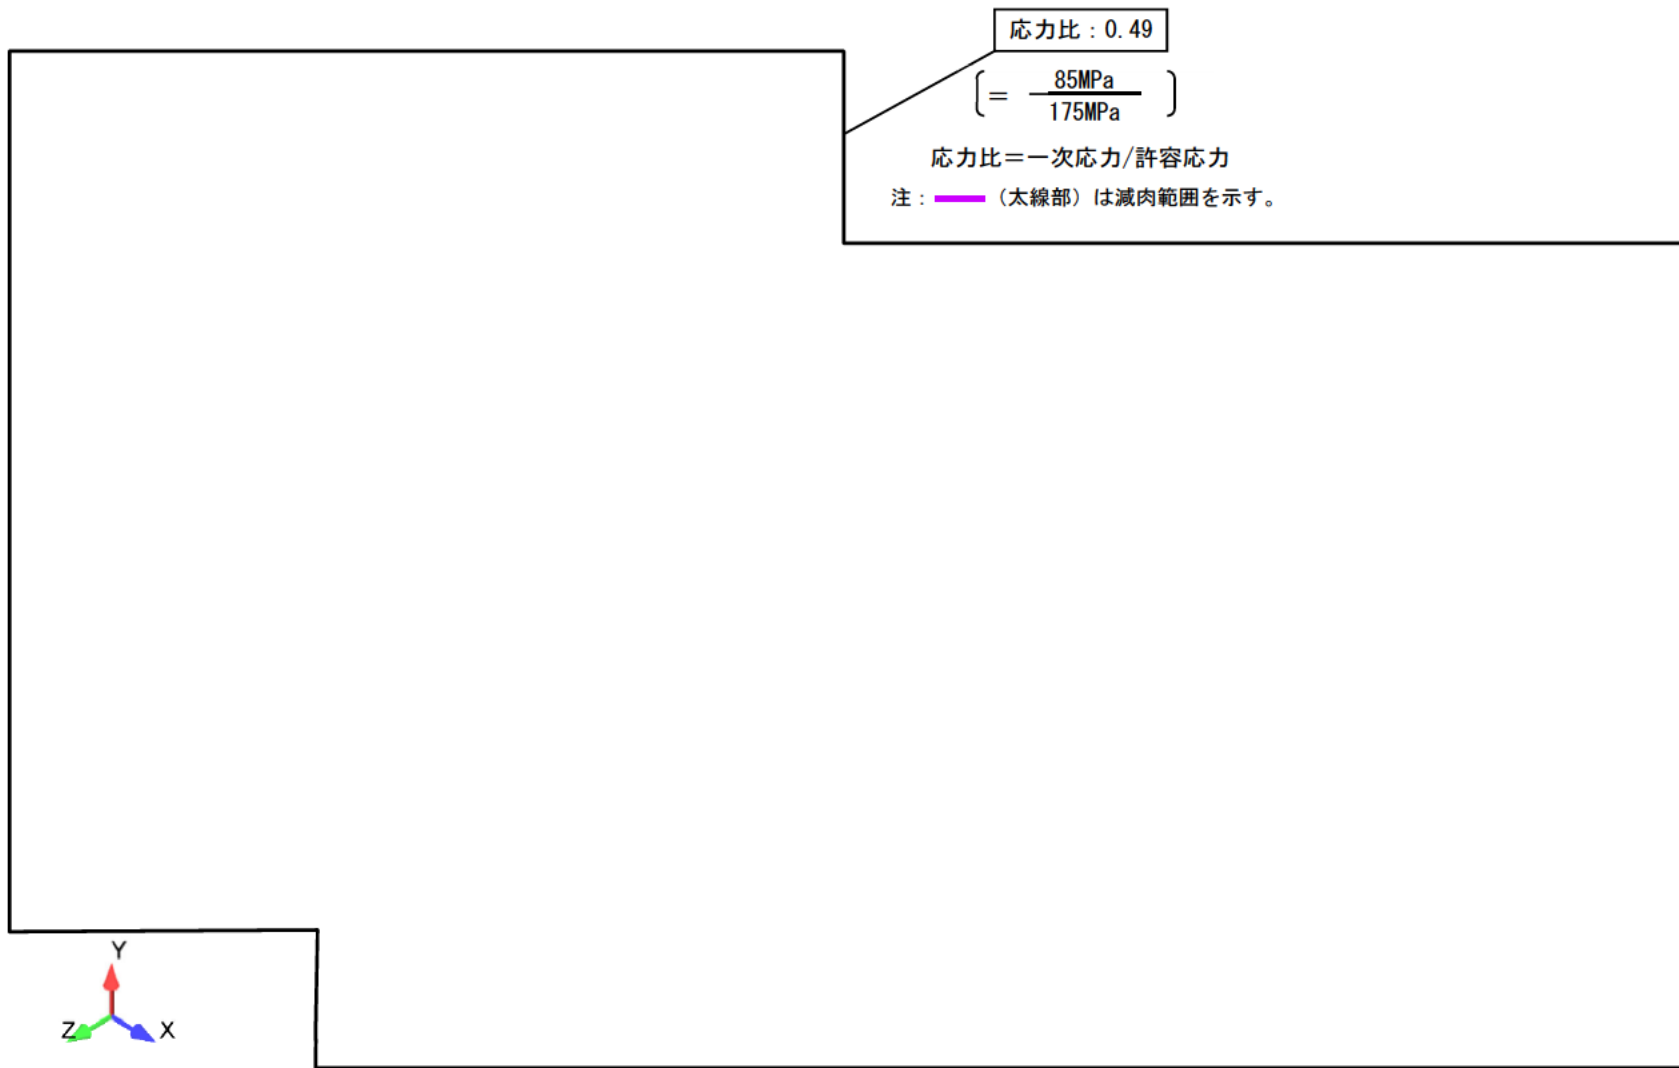 応力比：0.49
＝ 85MPa
175MPa
応力比＝一次応力/許容応力
注：（太線部）は減肉範囲を示す。
Y
Z
X